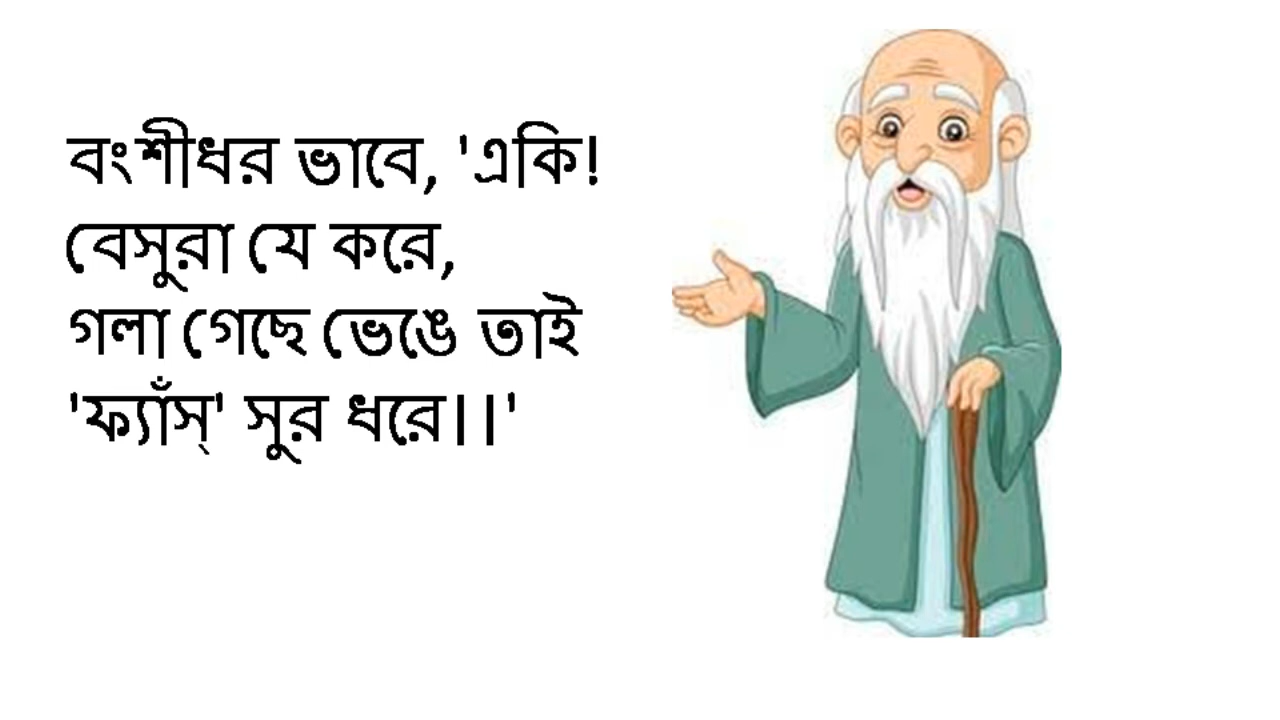 বংশীধর ভাবে, 'একি!
বেসুরা যে করে,
গলা গেছে ভেঙে তাই
'ফ্যাঁস্' সুর ধরে।।'